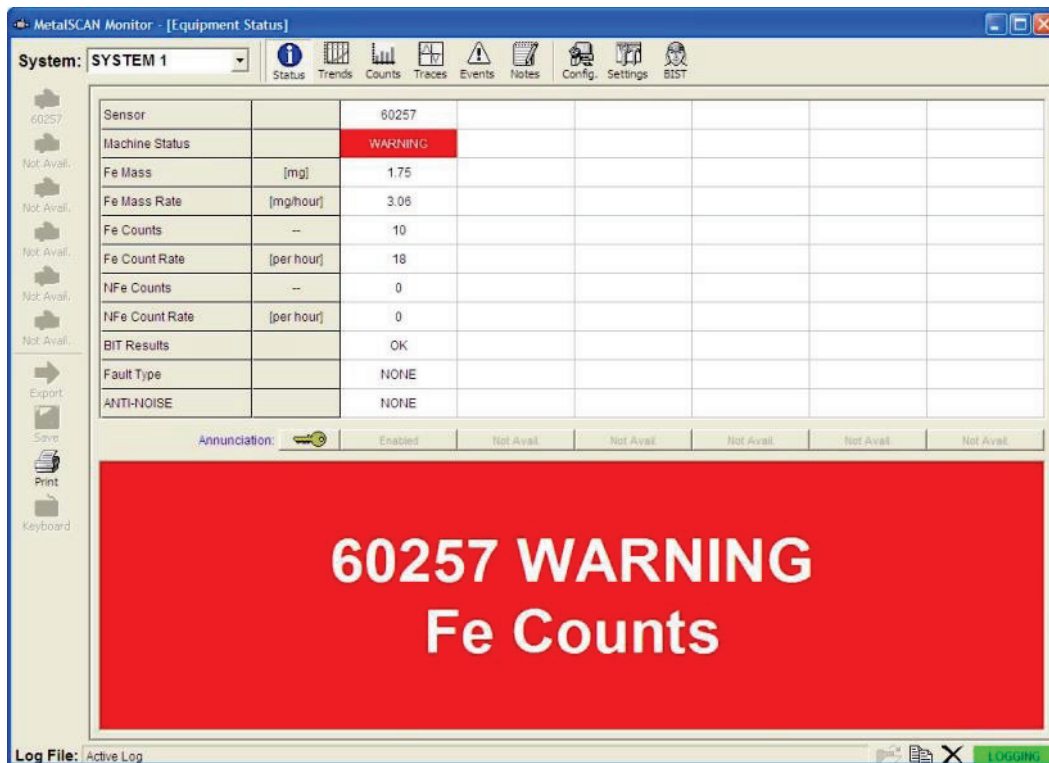 MetalSCAN Monitor - [Equipment Status]
System: SYSTEM 1
Status Trends Counts Traces Events Notes Config. Settings BIST
60257
Not Avail.
Not Avail.
Not Avail.
Not Avail.
Not Avail.
Export
Save
Print
Keyboard
Sensor 60257
Machine Status WARNING
Fe Mass [mg] 1.75
Fe Mass Rate [mg/hour] 3.06
Fe Counts -- 10
Fe Count Rate [per hour] 18
NFe Counts -- 0
NFe Count Rate [per hour] 0
BIT Results OK
Fault Type NONE
ANTI-NOISE NONE
Annunciation: Enabled Not Avail. Not Avail. Not Avail. Not Avail. Not Avail.
60257 WARNING
Fe Counts
Log File: Active Log LOGGING